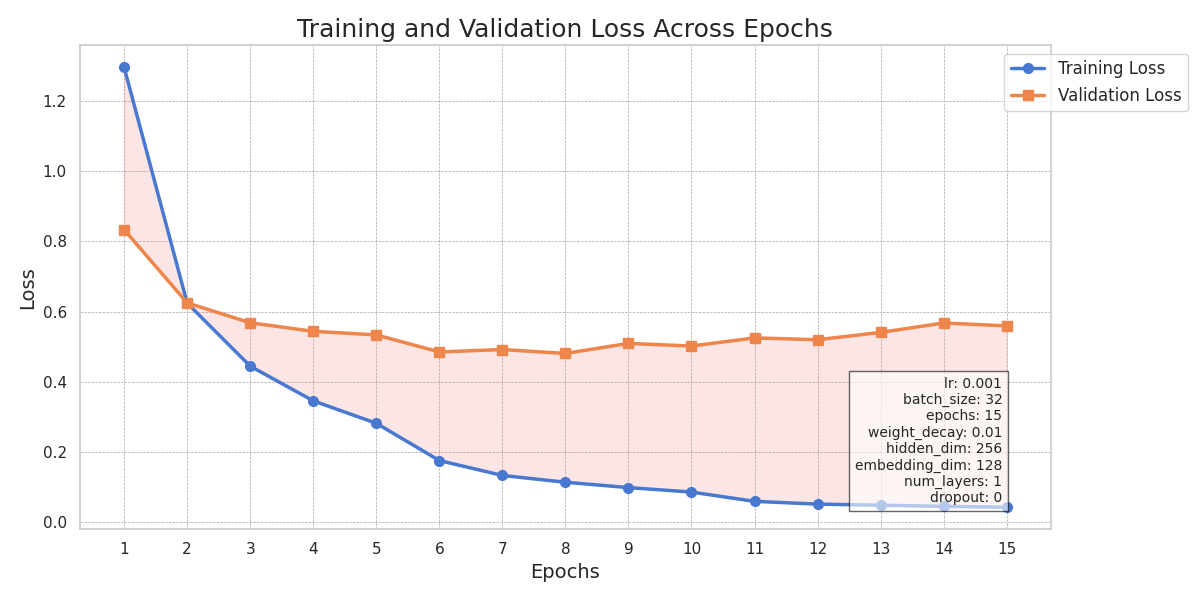 Training and Validation Loss Across Epochs
Training Loss
Validation Loss
Loss
1.2
1.0
0.8
0.6
0.4
0.2
0.0
lr: 0.001
batch_size: 32
epochs: 15
weight_decay: 0.01
hidden_dim: 256
embedding_dim: 128
num_layers: 1
dropout: 0
1 2 3 4 5 6 7 8 9 10 11 12 13 14 15
Epochs